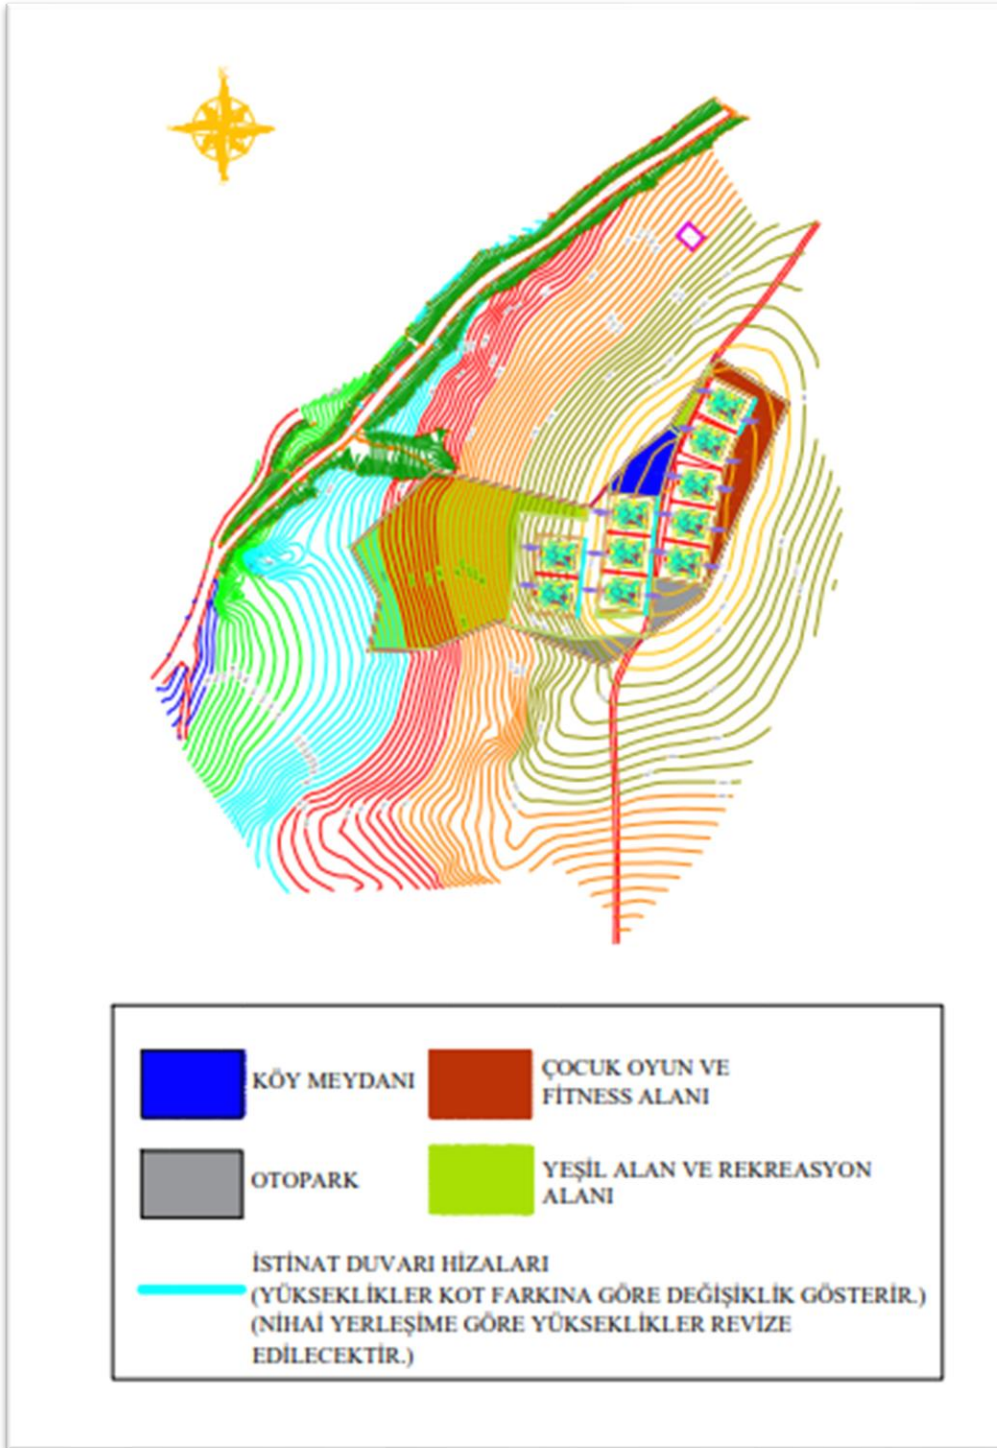 KÖY MEYDANI
ÇOCUK OYUN VE
FİTNESS ALANI
OTOPARK
YEŞİL ALAN VE REKREASYON
ALANI
İSTİNAT DUVARI HİZALARI
(YÜKSEKLİKLER KOT FARKINA GÖRE DEĞİŞİKLİK GÖSTERİR.)
(NİHAİ YERLEŞİME GÖRE YÜKSEKLİKLER REVİZE
EDİLECEKTİR.)